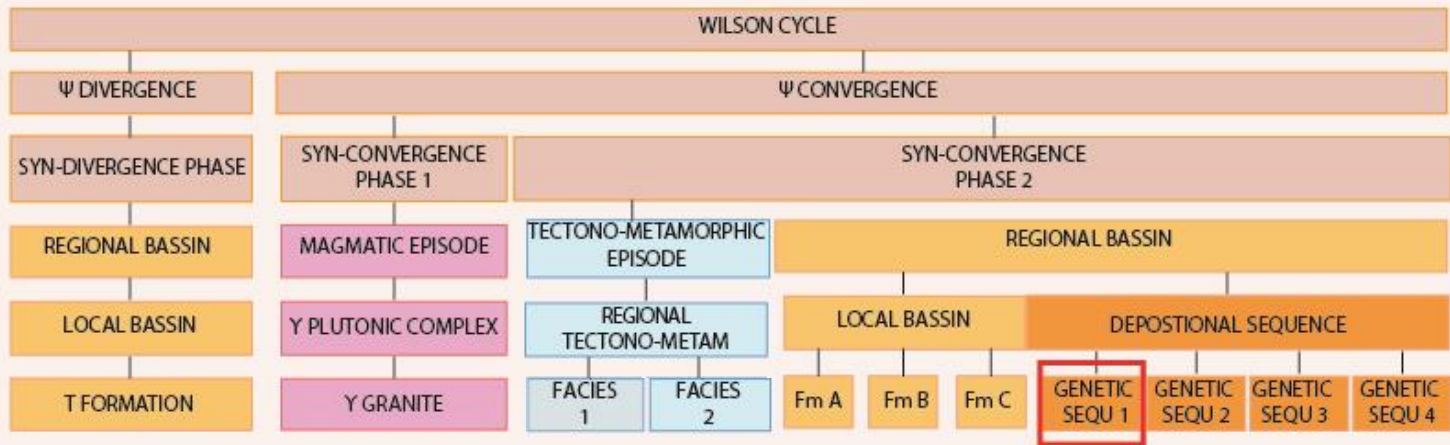 WILSON CYCLE
Ψ DIVERGENCE
Ψ CONVERGENCE
SYN-DIVERGENCE PHASE
SYN-CONVERGENCE
PHASE 1
SYN-CONVERGENCE
PHASE 2
REGIONAL BASSIN
MAGMATIC EPISODE
TECTONO-METAMORPHIC
EPISODE
REGIONAL BASSIN
LOCAL BASSIN
Y PLUTONIC COMPLEX
REGIONAL
TECTONO-METAM
LOCAL BASSIN
DEPOSTIONAL SEQUENCE
T FORMATION
Y GRANITE
FACIES
1
FACIES
2
Fm A
Fm B
Fm C
GENETIC
SEQU 1
GENETIC
SEQU 2
GENETIC
SEQU 3
GENETIC
SEQU 4